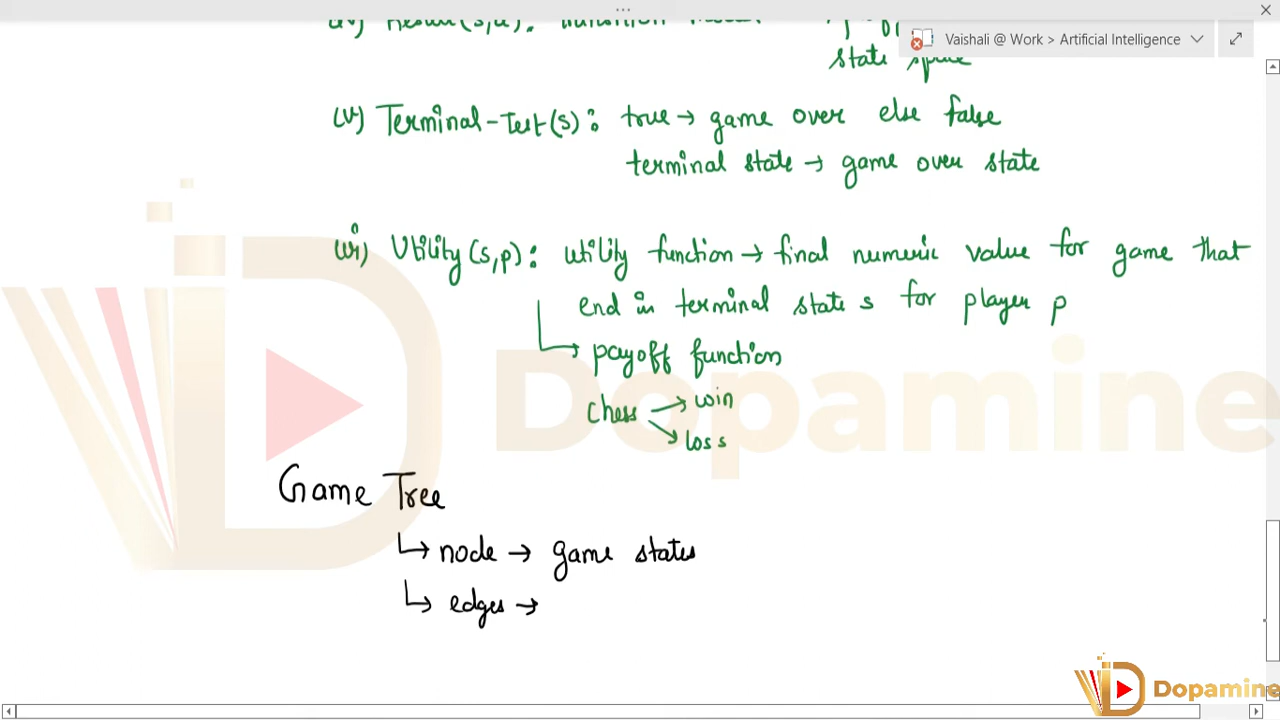 Vaishali @ Work > Artificial Intelligence
state space
(v) Terminal-Test(s): true → game over else false
terminal state → game over state
(vi) Utility(s,p): utility function → final numeric value for game that
end in terminal state s for player p
payoff function
chess → win
→ loss
Game Tree
↳ node → game states
↳ edges →
Dopamine
Dopamine